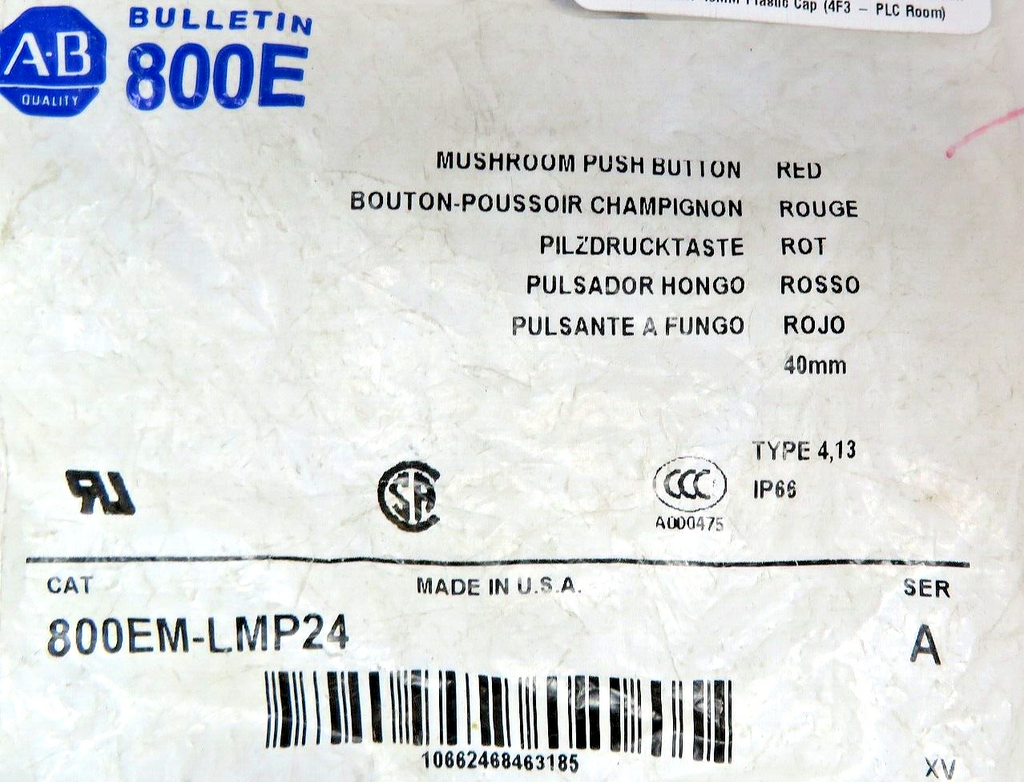 Plastic Cap (4F3 – PLC Room)
A-B
QUALITY
BULLETIN
800E
MUSHROOM PUSH BUTTON RED
BOUTON-POUSSOIR CHAMPIGNON ROUGE
PILZDRUCKTASTE ROT
PULSADOR HONGO ROSSO
PULSANTE A FUNGO ROJO
40mm
TYPE 4,13
IP66
CCC
A000475
CAT
MADE IN U.S.A.
SER
800EM-LMP24
A
10662468463185
XV